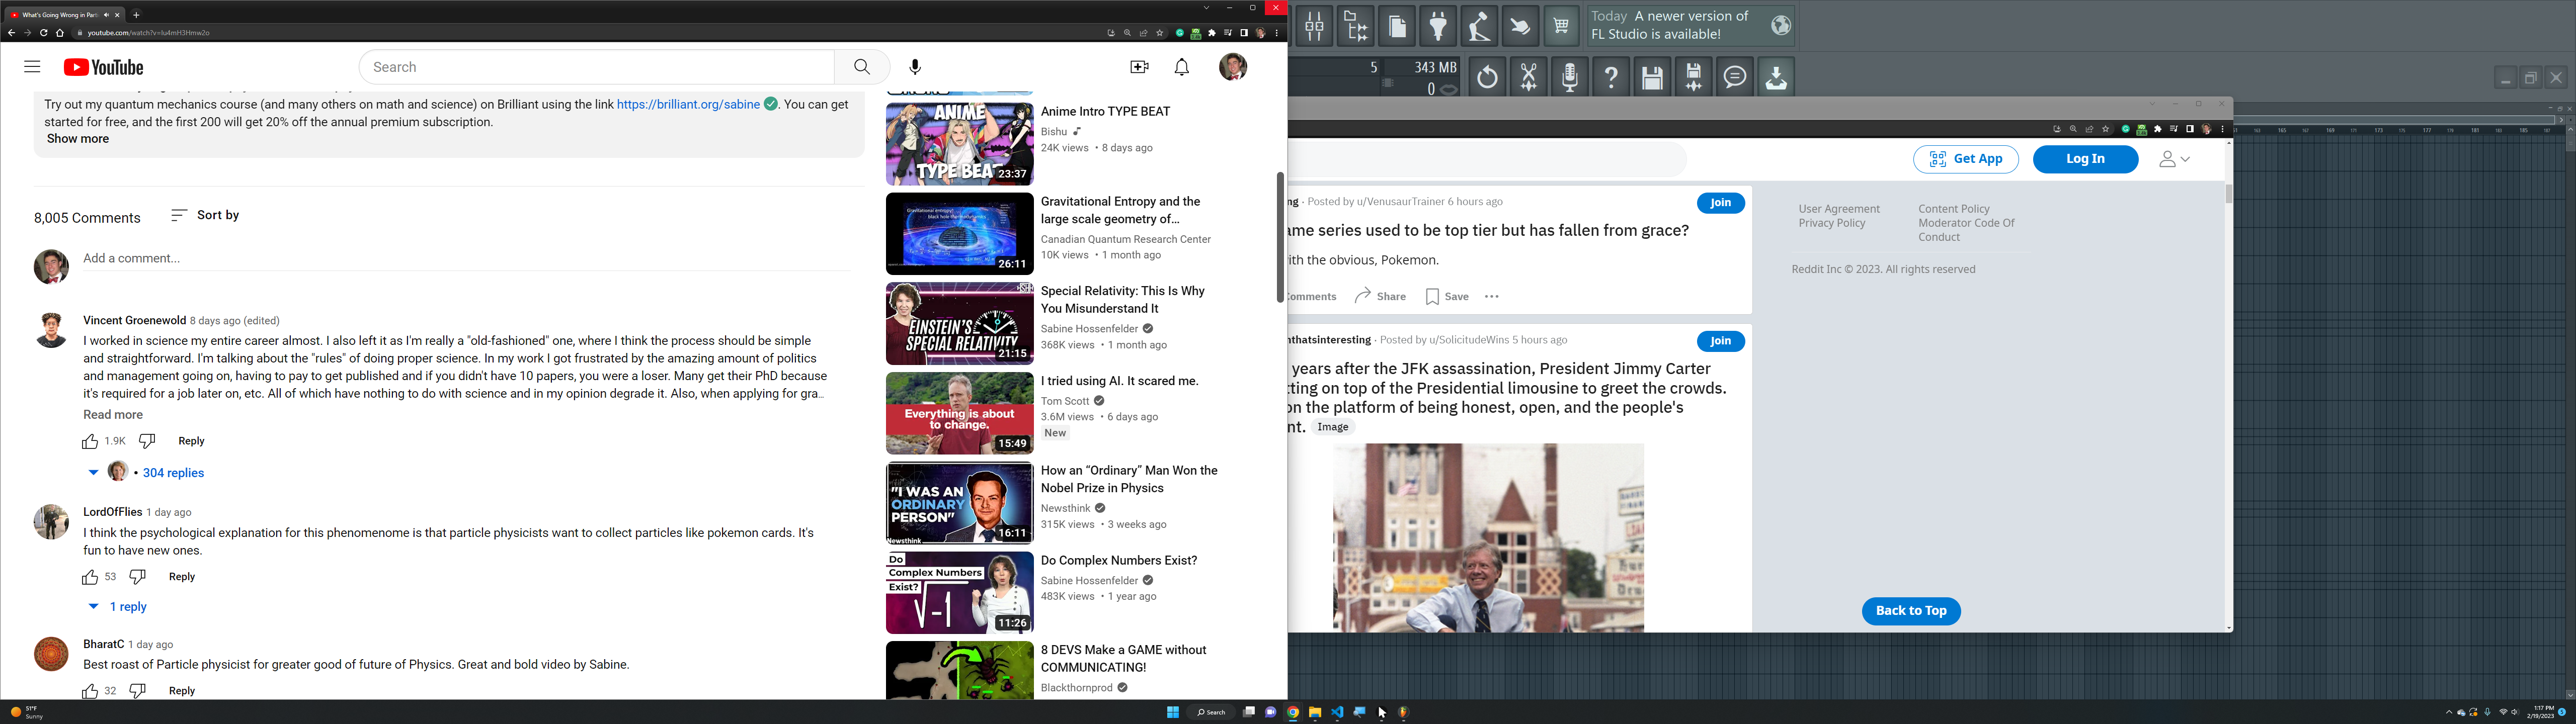 What's Going Wrong in Part
youtube.com/watch?v=lu4mH3Hmw2o
YouTube
Search
Try out my quantum mechanics course (and many others on math and science) on Brilliant using the link https://brilliant.org/sabine . You can get
started for free, and the first 200 will get 20% off the annual premium subscription.
Show more
8,005 Comments
Sort by
Add a comment...
Vincent Groenewold 8 days ago (edited)
I worked in science my entire career almost. I also left it as I'm really a "old-fashioned" one, where I think the process should be simple
and straightforward. I'm talking about the "rules" of doing proper science. In my work I got frustrated by the amazing amount of politics
and management going on, having to pay to get published and if you didn't have 10 papers, you were a loser. Many get their PhD because
it's required for a job later on, etc. All of which have nothing to do with science and in my opinion degrade it. Also, when applying for gra...
Read more
1.9K
Reply
• 304 replies
LordOfFlies 1 day ago
I think the psychological explanation for this phenomenome is that particle physicists want to collect particles like pokemon cards. It's
fun to have new ones.
53
Reply
1 reply
BharatC 1 day ago
Best roast of Particle physicist for greater good of future of Physics. Great and bold video by Sabine.
32
Reply
ANIME
TYPE BEAT
23:37
Anime Intro TYPE BEAT
Bishu
24K views • 8 days ago
Gravitational entropy:
black hole thermodynamics
26:11
Gravitational Entropy and the
large scale geometry of...
Canadian Quantum Research Center
10K views • 1 month ago
EINSTEIN'S
SPECIAL RELATIVITY
21:15
Special Relativity: This Is Why
You Misunderstand It
Sabine Hossenfelder
368K views • 1 month ago
Everything is about
to change.
15:49
I tried using AI. It scared me.
Tom Scott
3.6M views • 6 days ago
New
"I WAS AN
ORDINARY
PERSON"
Newsthink
16:11
How an “Ordinary” Man Won the
Nobel Prize in Physics
Newsthink
315K views • 3 weeks ago
Do
Complex Numbers
Exist?
√-1
11:26
Do Complex Numbers Exist?
Sabine Hossenfelder
483K views • 1 year ago
8 DEVS Make a GAME without
COMMUNICATING!
Blackthornprod
Today A newer version of
FL Studio is available!
5
343 MB
0
Get App
Log In
ng · Posted by u/VenusaurTrainer 6 hours ago
Join
ame series used to be top tier but has fallen from grace?
ith the obvious, Pokemon.
Comments
Share
Save
nthatsinteresting · Posted by u/SolicitudeWins 5 hours ago
Join
years after the JFK assassination, President Jimmy Carter
tting on top of the Presidential limousine to greet the crowds.
on the platform of being honest, open, and the people's
nt. Image
User Agreement
Privacy Policy
Content Policy
Moderator Code Of
Conduct
Reddit Inc © 2023. All rights reserved
Back to Top
165
169
173
177
181
185
51°F
Sunny
Search
1:17 PM
2/19/2023